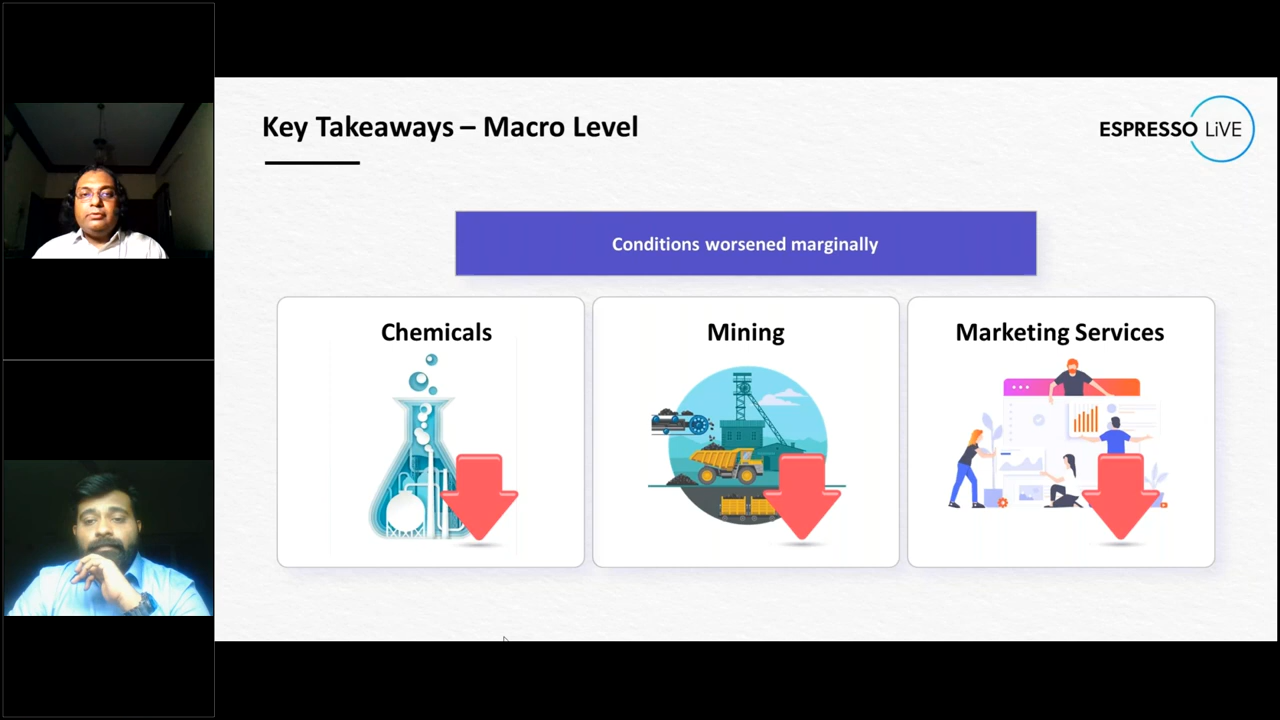 Key Takeaways – Macro Level
ESPRESSO LiVE
Conditions worsened marginally
Chemicals
Mining
Marketing Services